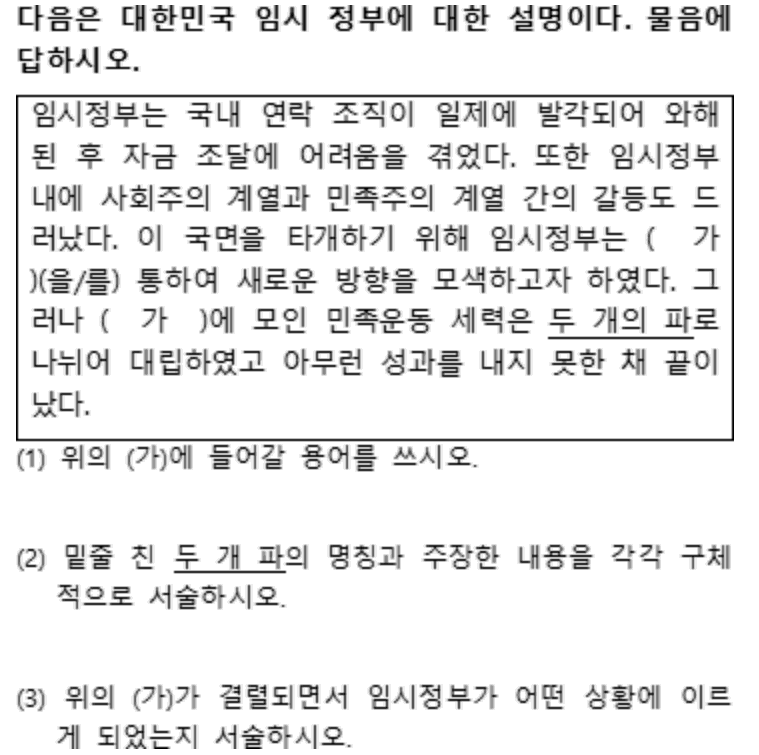 다음은 대한민국 임시 정부에 대한 설명이다. 물음에
답하시오.
임시정부는 국내 연락 조직이 일제에 발각되어 와해
된 후 자금 조달에 어려움을 겪었다. 또한 임시정부
내에 사회주의 계열과 민족주의 계열 간의 갈등도 드
러났다. 이 국면을 타개하기 위해 임시정부는 ( 가
)(을/를) 통하여 새로운 방향을 모색하고자 하였다. 그
러나 ( 가 )에 모인 민족운동 세력은 두 개의 파로
나뉘어 대립하였고 아무런 성과를 내지 못한 채 끝이
났다.
(1) 위의 (가)에 들어갈 용어를 쓰시오.
(2) 밑줄 친 두 개 파의 명칭과 주장한 내용을 각각 구체
적으로 서술하시오.
(3) 위의 (가)가 결렬되면서 임시정부가 어떤 상황에 이르
게 되었는지 서술하시오.